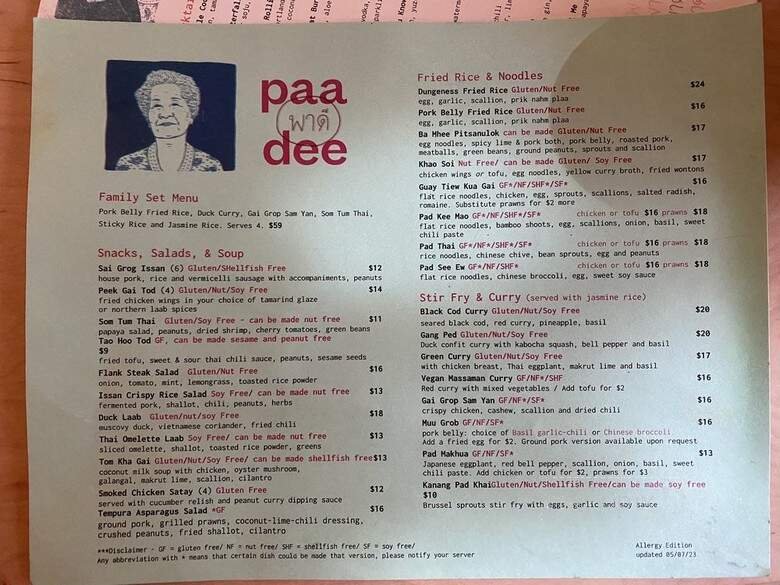 paa
พาดี
dee
Family Set Menu
Pork Belly Fried Rice, Duck Curry, Gai Grop Sam Yan, Som Tum Thai,
Sticky Rice and Jasmine Rice. Serves 4. $59
Snacks, Salads, & Soup
Sai Grog Issan (6) Gluten/SHellfish Free $12
house pork, rice and vermicelli sausage with accompaniments, peanuts
Peek Gai Tod (4) Gluten/Nut/Soy Free $14
fried chicken wings in your choice of tamarind glaze
or northern laab spices
Som Tum Thai Gluten/Soy Free - can be made nut free $11
papaya salad, peanuts, dried shrimp, cherry tomatoes, green beans
Tao Hoo Tod GF, can be made sesame and peanut free
$9
fried tofu, sweet & sour thai chili sauce, peanuts, sesame seeds
Flank Steak Salad Gluten/Nut Free $16
onion, tomato, mint, lemongrass, toasted rice powder
Issan Crispy Rice Salad Soy Free/ can be made nut free $13
fermented pork, shallot, chili, peanuts, herbs
Duck Laab Gluten/nut/soy Free $18
muscovy duck, vietnamese coriander, fried chili
Thai Omelette Laab Soy Free/ can be made nut free $13
sliced omelette, shallot, toasted rice powder, greens
Tom Kha Gai Gluten/Nut/Soy Free/ can be made shellfish free $13
coconut milk soup with chicken, oyster mushroom,
galangal, makrut lime, scallion, cilantro
Smoked Chicken Satay (4) Gluten Free $12
served with cucumber relish and peanut curry dipping sauce
Tempura Asparagus Salad *GF $16
ground pork, grilled prawns, coconut-lime-chili dressing,
crushed peanuts, fried shallot, cilantro
***Disclaimer - GF = gluten free/ NF = nut free/ SHF = shellfish free/ SF = soy free/
Any abbreviation with * means that certain dish could be made that version, please notify your server
Fried Rice & Noodles
Dungeness Fried Rice Gluten/Nut Free $24
egg, garlic, scallion, prik nahm plaa
Pork Belly Fried Rice Gluten/Nut Free $16
egg, garlic, scallion, prik nahm plaa
Ba Mhee Pitsanulok can be made Gluten/Nut Free $17
egg noodles, spicy lime & pork broth, pork belly, roasted pork,
meatballs, green beans, ground peanuts, sprouts and scallion
Khao Soi Nut Free/ can be made Gluten/ Soy Free $17
chicken wings or tofu, egg noodles, yellow curry broth, fried wontons
Guay Tiew Kua Gai GF*/NF/SHF*/SF* $16
flat rice noodles, chicken, egg, sprouts, scallions, salted radish,
romaine. Substitute prawns for $2 more
Pad Kee Mao GF*/NF/SHF*/SF* chicken or tofu $16 prawns $18
flat rice noodles, bamboo shoots, egg, scallions, onion, basil, sweet
chili paste
Pad Thai GF*/NF*/SHF*/SF* chicken or tofu $16 prawns $18
rice noodles, chinese chive, bean sprouts, egg and peanuts
Pad See Ew GF*/NF/SHF* chicken or tofu $16 prawns $18
flat rice noodles, chinese broccoli, egg, sweet soy sauce
Stir Fry & Curry (served with jasmine rice)
Black Cod Curry Gluten/Nut/Soy Free $20
seared black cod, red curry, pineapple, basil
Gang Ped Gluten/Nut/Soy Free $20
Duck confit curry with kabocha squash, bell pepper and basil
Green Curry Gluten/Nut/Soy Free $17
with chicken breast, Thai eggplant, makrut lime and basil
Vegan Massaman Curry GF/NF*/SHF $16
Red curry with mixed vegetables / Add tofu for $2
Gai Grop Sam Yan GF/NF*/SF* $16
crispy chicken, cashew, scallion and dried chili
Muu Grob GF/NF/SF* $16
pork belly: choice of Basil garlic-chili or Chinese broccoli
Add a fried egg for $2. Ground pork version available upon request
Pad Makhua GF/NF/SF* $13
Japanese eggplant, red bell pepper, scallion, onion, basil, sweet
chili paste. Add chicken or tofu for $2, prawns for $3
Kanang Pad KhaiGluten/Nut/Shellfish Free/can be made soy free
$10
Brussel sprouts stir fry with eggs, garlic and soy sauce
Allergy Edition
updated 05/07/23